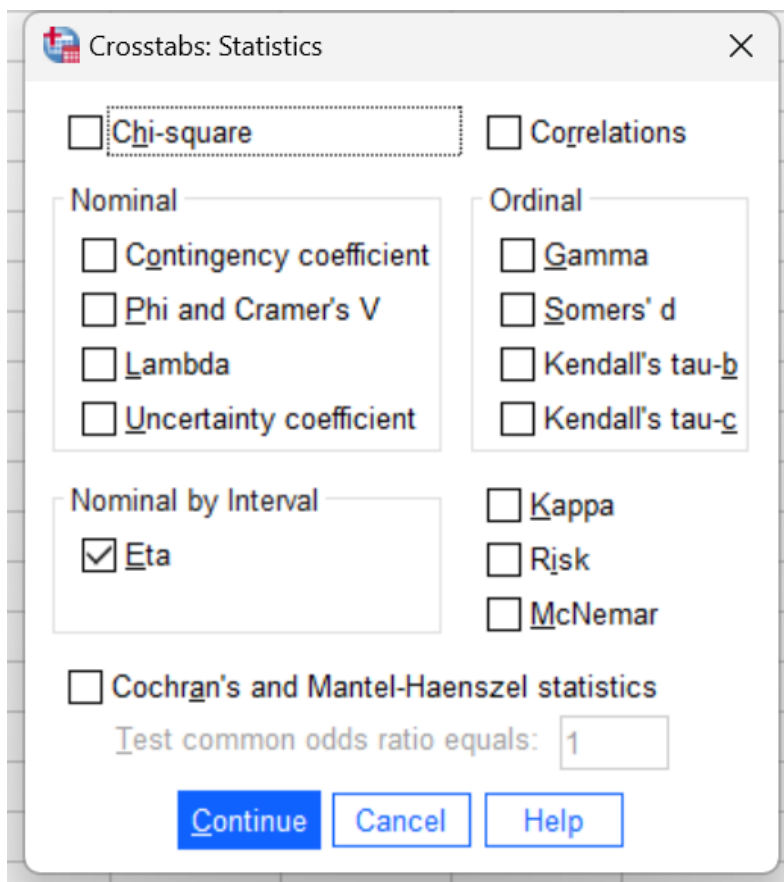 Crosstabs: Statistics
Chi-square
Correlations
Nominal
Contingency coefficient
Phi and Cramer's V
Lambda
Uncertainty coefficient
Ordinal
Gamma
Somers' d
Kendall's tau-b
Kendall's tau-c
Nominal by Interval
Eta
Kappa
Risk
McNemar
Cochran's and Mantel-Haenszel statistics
Test common odds ratio equals: 1
Continue Cancel Help